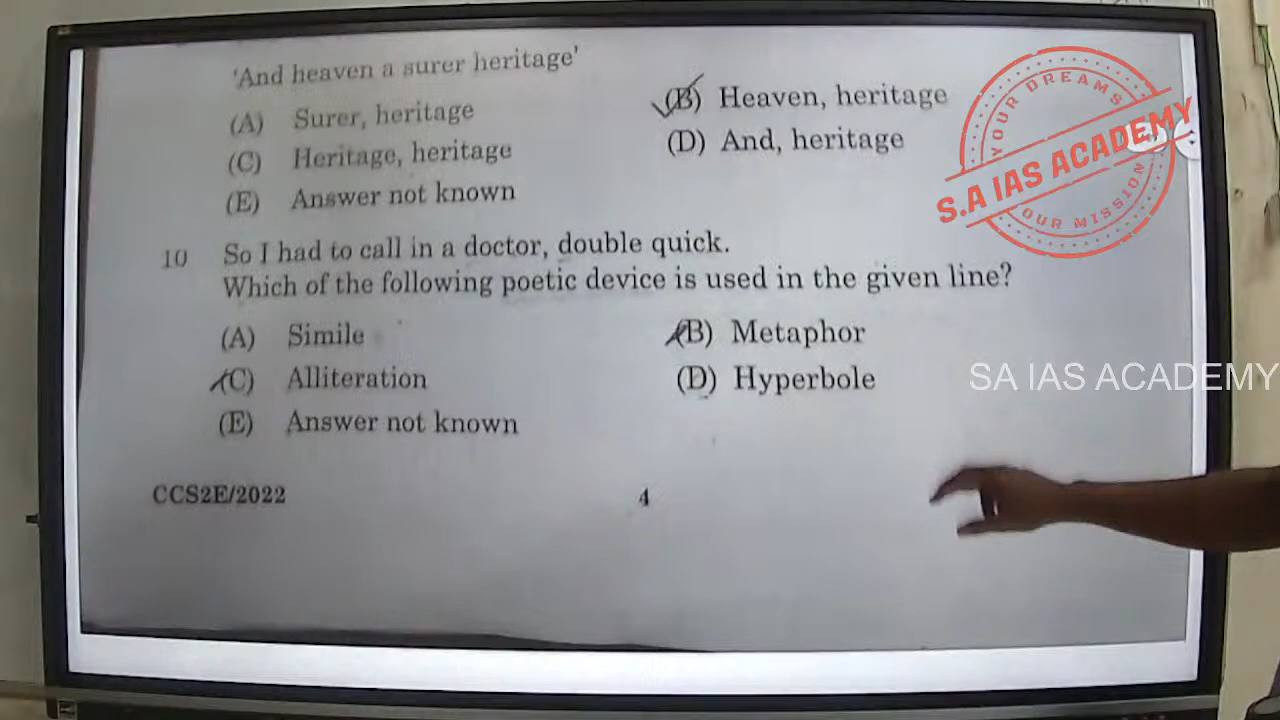 'And heaven a surer heritage'
(A) Surer, heritage
(B) Heaven, heritage
(C) Heritage, heritage
(D) And, heritage
(E) Answer not known
10 So I had to call in a doctor, double quick.
Which of the following poetic device is used in the given line?
(A) Simile
(B) Metaphor
(C) Alliteration
(D) Hyperbole
(E) Answer not known
CCS2E/2022
4
YOUR DREAMS
S.A IAS ACADEMY
OUR MISSION
SA IAS ACADEMY